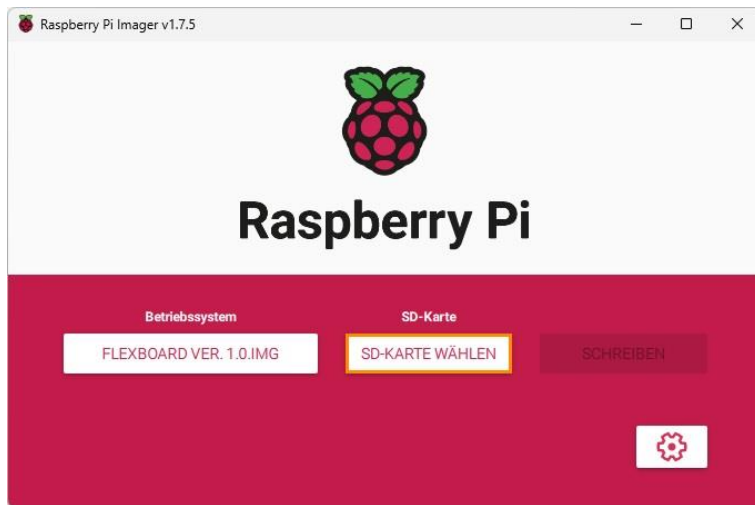 Raspberry Pi Imager v1.7.5
Raspberry Pi
Betriebssystem
SD-Karte
FLEXBOARD VER. 1.0.IMG
SD-KARTE WÄHLEN
SCHREIBEN